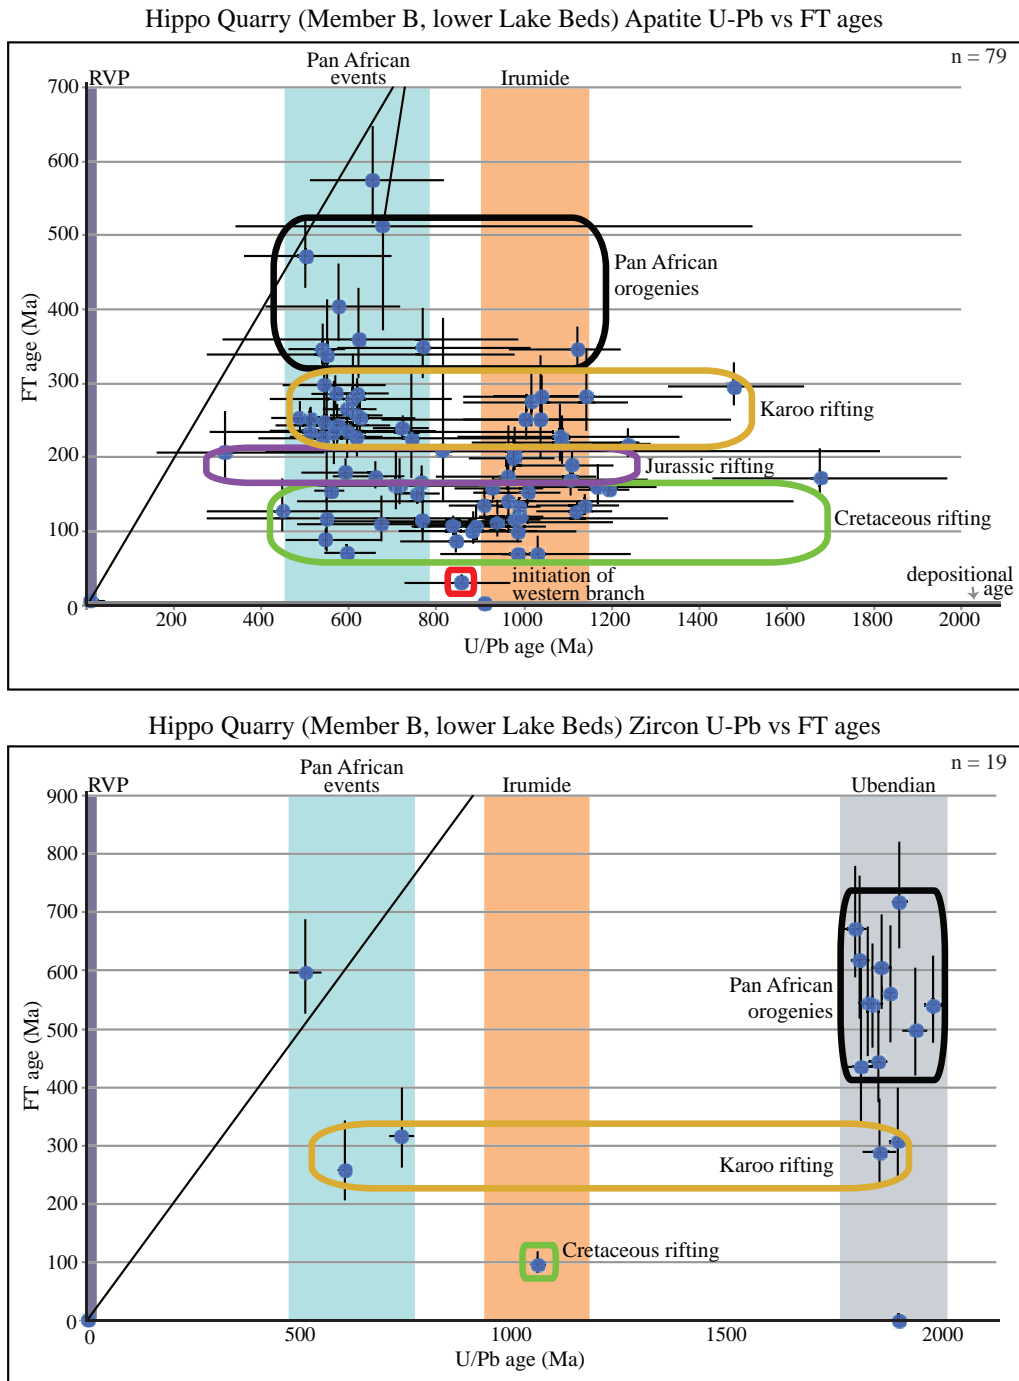 Hippo Quarry (Member B, lower Lake Beds) Apatite U-Pb vs FT ages
n = 79
RVP
Pan African
events
Irumide
700
600
500
400
300
200
100
0
FT age (Ma)
Pan African
orogenies
Karoo rifting
Jurassic rifting
Cretaceous rifting
initiation of
western branch
depositional
age
200
400
600
800
1000
1200
1400
1600
1800
2000
U/Pb age (Ma)
Hippo Quarry (Member B, lower Lake Beds) Zircon U-Pb vs FT ages
n = 19
RVP
Pan African
events
Irumide
Ubendian
900
800
700
600
500
400
300
200
100
0
FT age (Ma)
Pan African
orogenies
Karoo rifting
Cretaceous rifting
0
500
1000
1500
2000
U/Pb age (Ma)